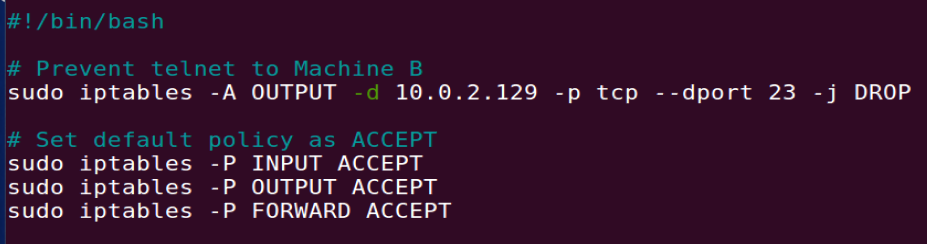 #!/bin/bash
# Prevent telnet to Machine B
sudo iptables -A OUTPUT -d 10.0.2.129 -p tcp --dport 23 -j DROP
# Set default policy as ACCEPT
sudo iptables -P INPUT ACCEPT
sudo iptables -P OUTPUT ACCEPT
sudo iptables -P FORWARD ACCEPT